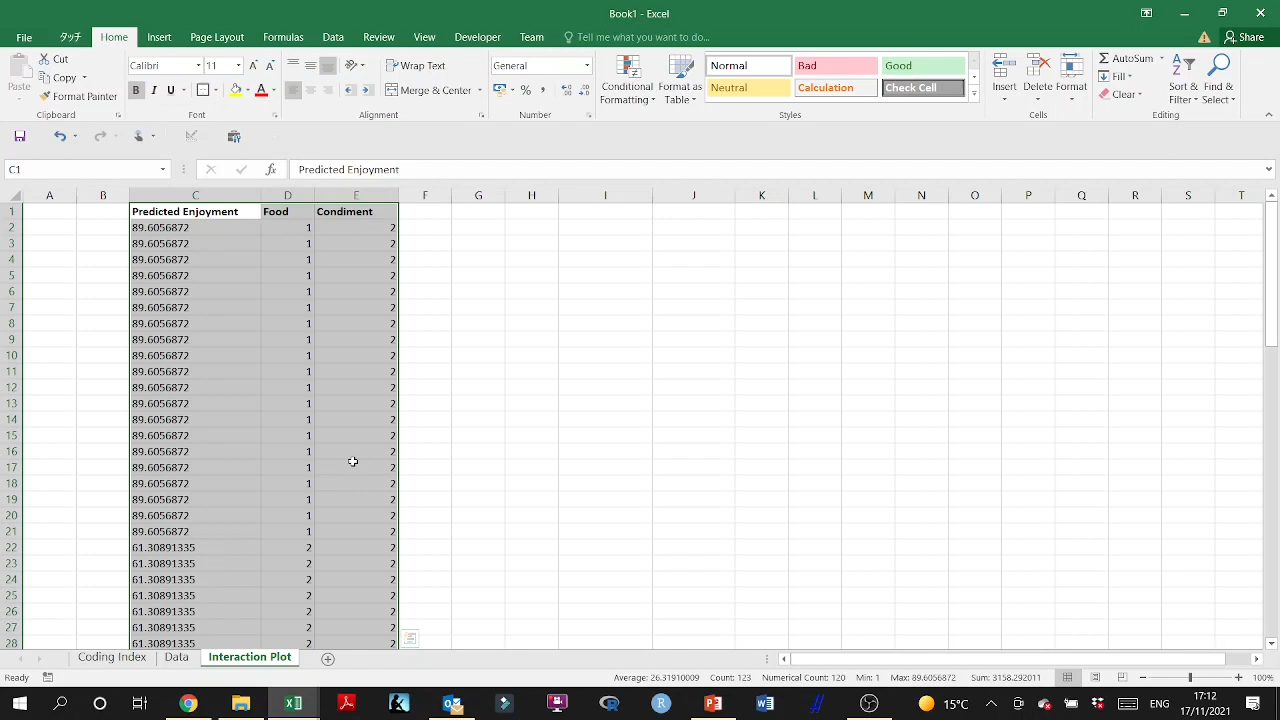 Book1 - Excel
File タッチ Home Insert Page Layout Formulas Data Review View Developer Team Tell me what you want to do... Share
Paste Cut Copy Format Painter Clipboard
Calibri 11 B I U A Font
Wrap Text Merge & Center Alignment
General % , Number
Conditional Formatting Format as Table
Normal Bad Good
Neutral Calculation Check Cell
Styles
Insert Delete Format Cells
AutoSum Fill Clear Sort & Filter Find & Select Editing
C1 fx Predicted Enjoyment
A B C D E F G H I J K L M N O P Q R S T
1 Predicted Enjoyment Food Condiment
2 89.6056872 1 2
3 89.6056872 1 2
4 89.6056872 1 2
5 89.6056872 1 2
6 89.6056872 1 2
7 89.6056872 1 2
8 89.6056872 1 2
9 89.6056872 1 2
10 89.6056872 1 2
11 89.6056872 1 2
12 89.6056872 1 2
13 89.6056872 1 2
14 89.6056872 1 2
15 89.6056872 1 2
16 89.6056872 1 2
17 89.6056872 1 2
18 89.6056872 1 2
19 89.6056872 1 2
20 89.6056872 1 2
21 89.6056872 1 2
22 61.30891335 2 2
23 61.30891335 2 2
24 61.30891335 2 2
25 61.30891335 2 2
26 61.30891335 2 2
27 61.30891335 2 2
28 61.30891335 2 2
Coding Index Data Interaction Plot
Ready Average: 26.31910009 Count: 123 Numerical Count: 120 Min: 1 Max: 89.6056872 Sum: 3158.292011 100%
15°C ENG 17:12
17/11/2021